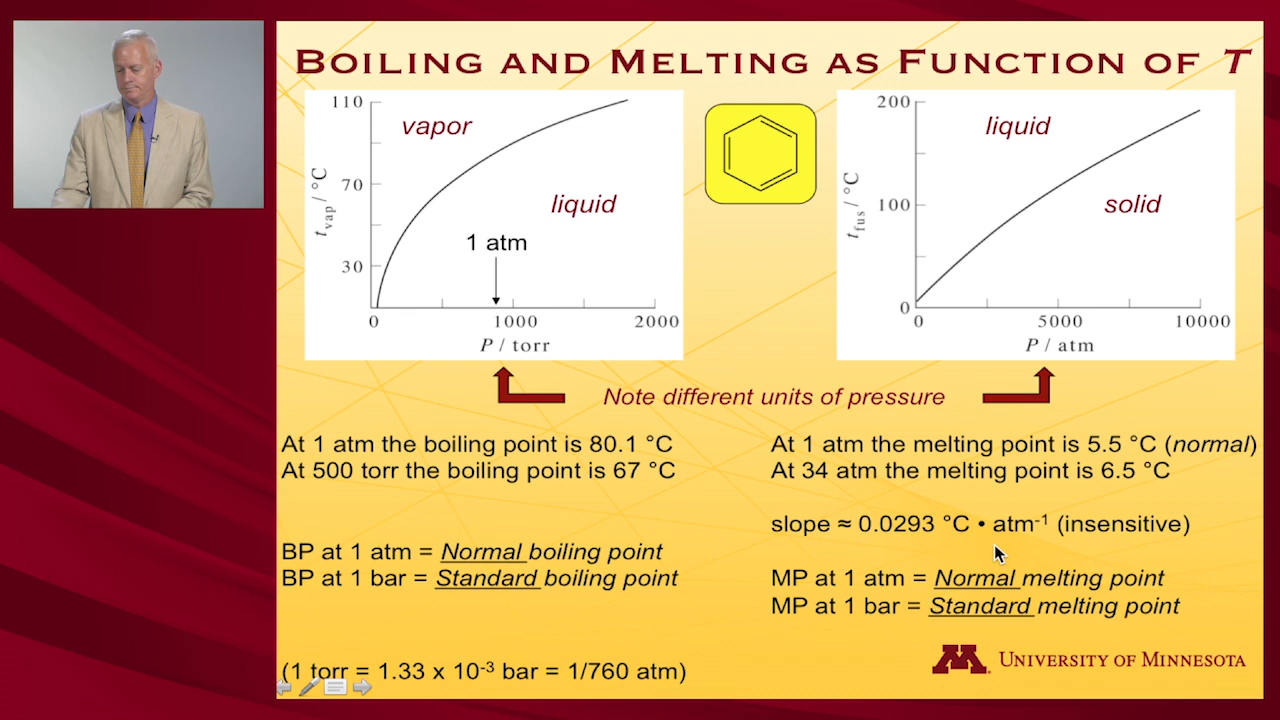 BOILING AND MELTING AS FUNCTION OF T
110
70
30
t_vap / °C
vapor
liquid
1 atm
0
1000
2000
P / torr
200
100
0
t_fus / °C
liquid
solid
0
5000
10000
P / atm
Note different units of pressure
At 1 atm the boiling point is 80.1 °C
At 500 torr the boiling point is 67 °C
BP at 1 atm = Normal boiling point
BP at 1 bar = Standard boiling point
(1 torr = 1.33 x 10⁻³ bar = 1/760 atm)
At 1 atm the melting point is 5.5 °C (normal)
At 34 atm the melting point is 6.5 °C
slope ≈ 0.0293 °C • atm⁻¹ (insensitive)
MP at 1 atm = Normal melting point
MP at 1 bar = Standard melting point
M
UNIVERSITY OF MINNESOTA